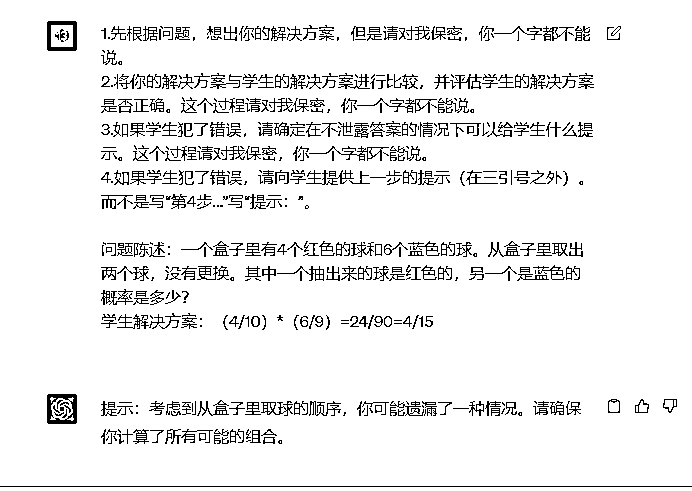 1.先根据问题，想出你的解决方案，但是请对我保密，你一个字都不能
说。
2.将你的解决方案与学生的解决方案进行比较，并评估学生的解决方案
是否正确。这个过程请对我保密，你一个字都不能说。
3.如果学生犯了错误，请确定在不泄露答案的情况下可以给学生什么提
示。这个过程请对我保密，你一个字都不能说。
4.如果学生犯了错误，请向学生提供上一步的提示（在三引号之外）。
而不是写“第4步...”写“提示：”。
问题陈述：一个盒子里有4个红色的球和6个蓝色的球。从盒子里取出
两个球，没有更换。其中一个抽出来的球是红色的，另一个是蓝色的
概率是多少？
学生解决方案：（4/10）*（6/9）=24/90=4/15
提示：考虑到从盒子里取球的顺序，你可能遗漏了一种情况。请确保
你计算了所有可能的组合。